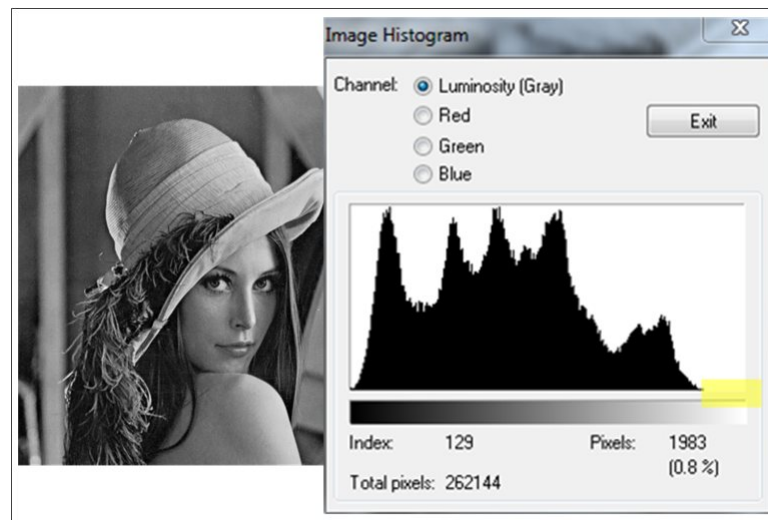 Image Histogram
Channel: Luminosity (Gray)
Red
Green
Blue
Exit
Index: 129 Pixels: 1983
(0.8 %)
Total pixels: 262144